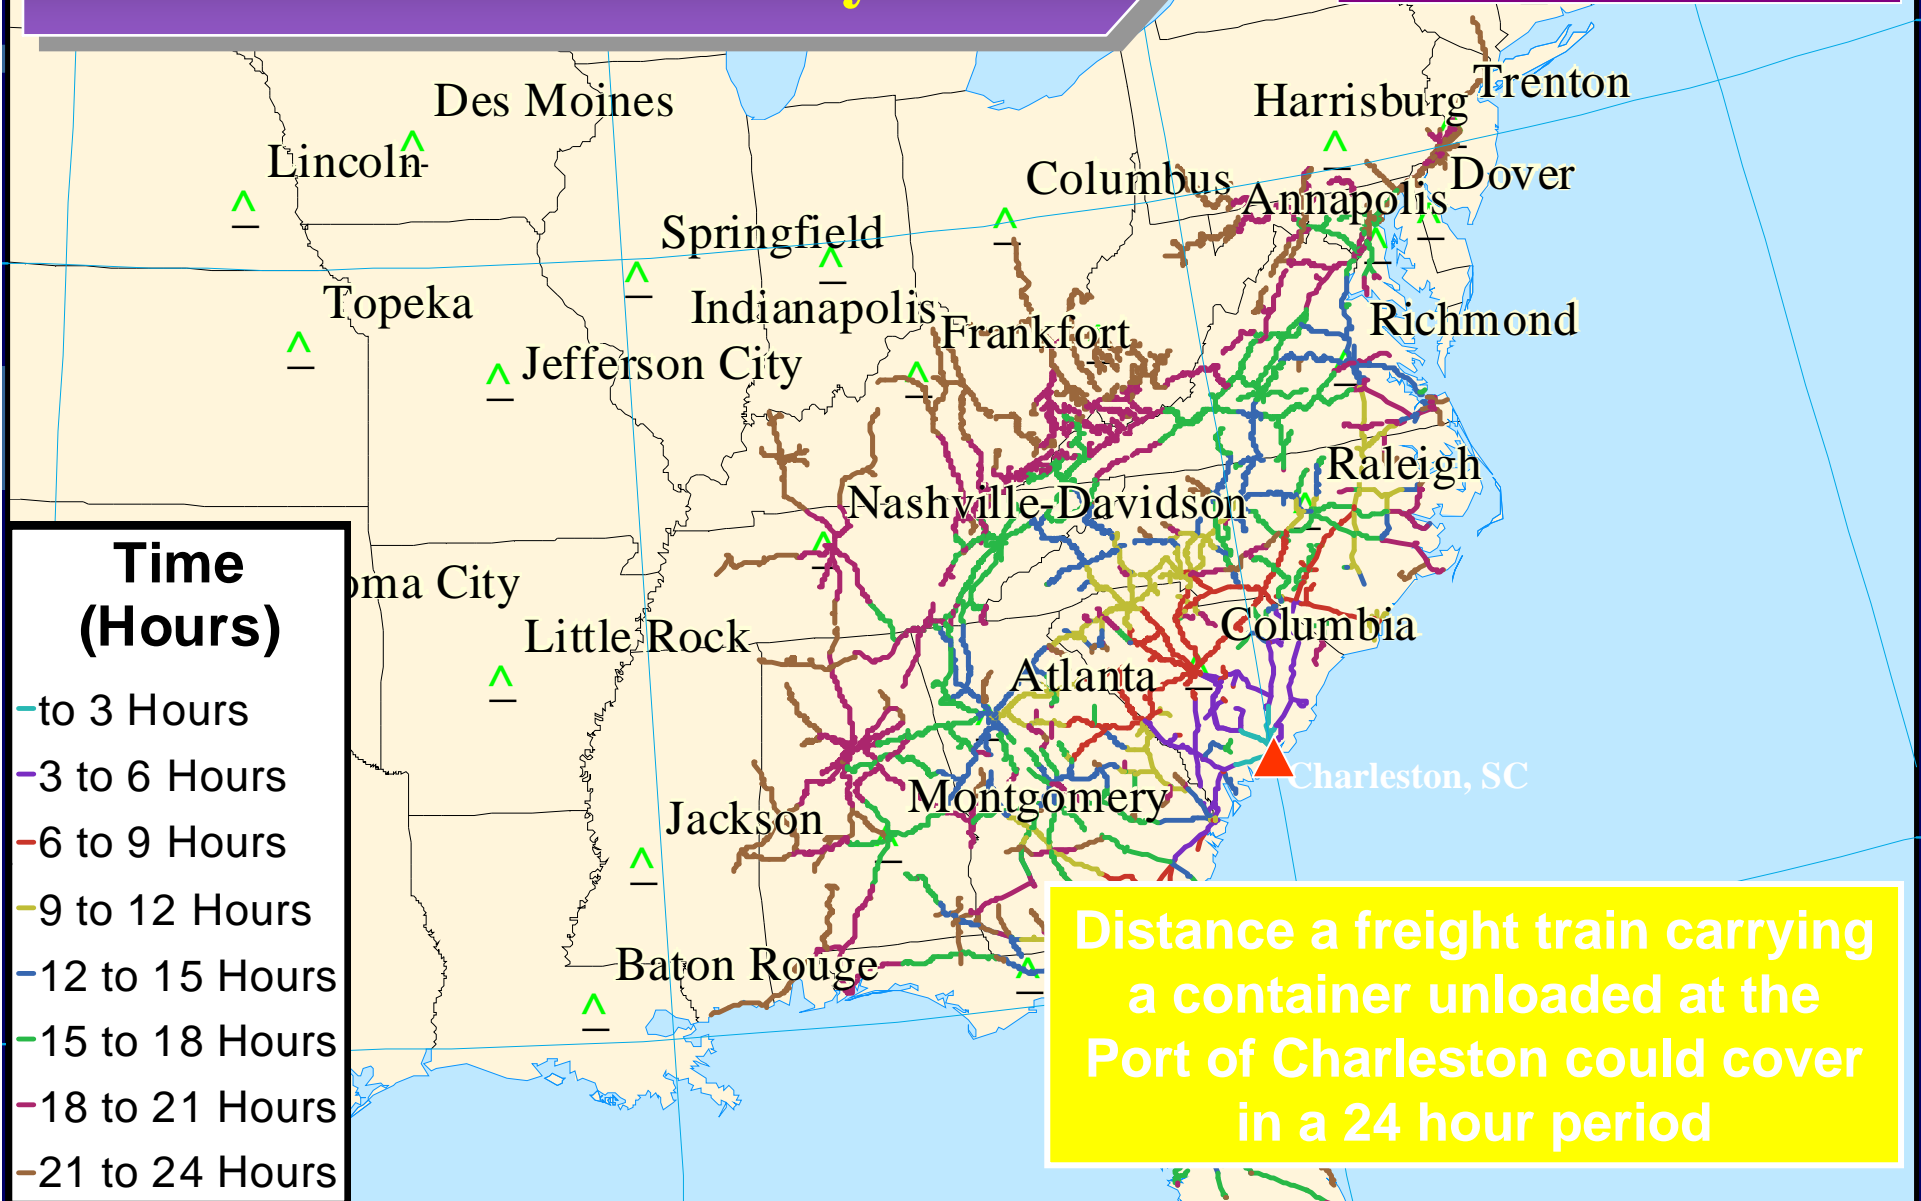 Trenton
Des Moines
Harrisburg
Lincoln
Columbus
Dover
Annapolis
Springfield
Topeka
Indianapolis
Richmond
Frankfort
Jefferson City
Raleigh
Nashville-Davidson
oma City
Columbia
Little Rock
Atlanta
Charleston, SC
Montgomery
Jackson
Baton Rouge
Time
(Hours)
to 3 Hours
3 to 6 Hours
6 to 9 Hours
9 to 12 Hours
12 to 15 Hours
15 to 18 Hours
18 to 21 Hours
21 to 24 Hours
Distance a freight train carrying
a container unloaded at the
Port of Charleston could cover
in a 24 hour period